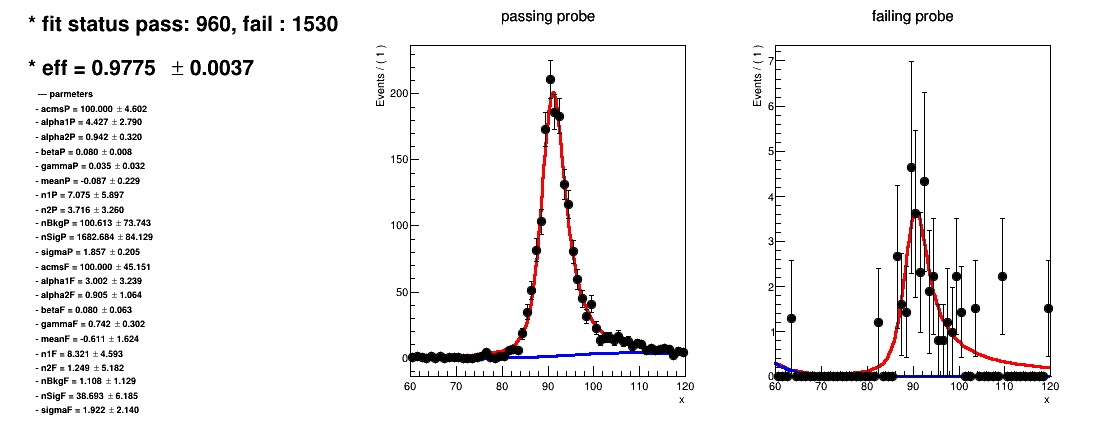 * fit status pass: 960, fail : 1530
* eff = 0.9775 ± 0.0037
--- parmeters
- acmsP = 100.000 ± 4.602
- alpha1P = 4.427 ± 2.790
- alpha2P = 0.942 ± 0.320
- betaP = 0.080 ± 0.008
- gammaP = 0.035 ± 0.032
- meanP = -0.087 ± 0.229
- n1P = 7.075 ± 5.897
- n2P = 3.716 ± 3.260
- nBkgP = 100.613 ± 73.743
- nSigP = 1682.684 ± 84.129
- sigmaP = 1.857 ± 0.205
- acmsF = 100.000 ± 45.151
- alpha1F = 3.002 ± 3.239
- alpha2F = 0.905 ± 1.064
- betaF = 0.080 ± 0.063
- gammaF = 0.742 ± 0.302
- meanF = -0.611 ± 1.624
- n1F = 8.321 ± 4.593
- n2F = 1.249 ± 5.182
- nBkgF = 1.108 ± 1.129
- nSigF = 38.693 ± 6.185
- sigmaF = 1.922 ± 2.140
passing probe
Events / ( 1 )
200
150
100
50
0
60 70 80 90 100 110 120
x
failing probe
Events / ( 1 )
7
6
5
4
3
2
1
0
60 70 80 90 100 110 120
x